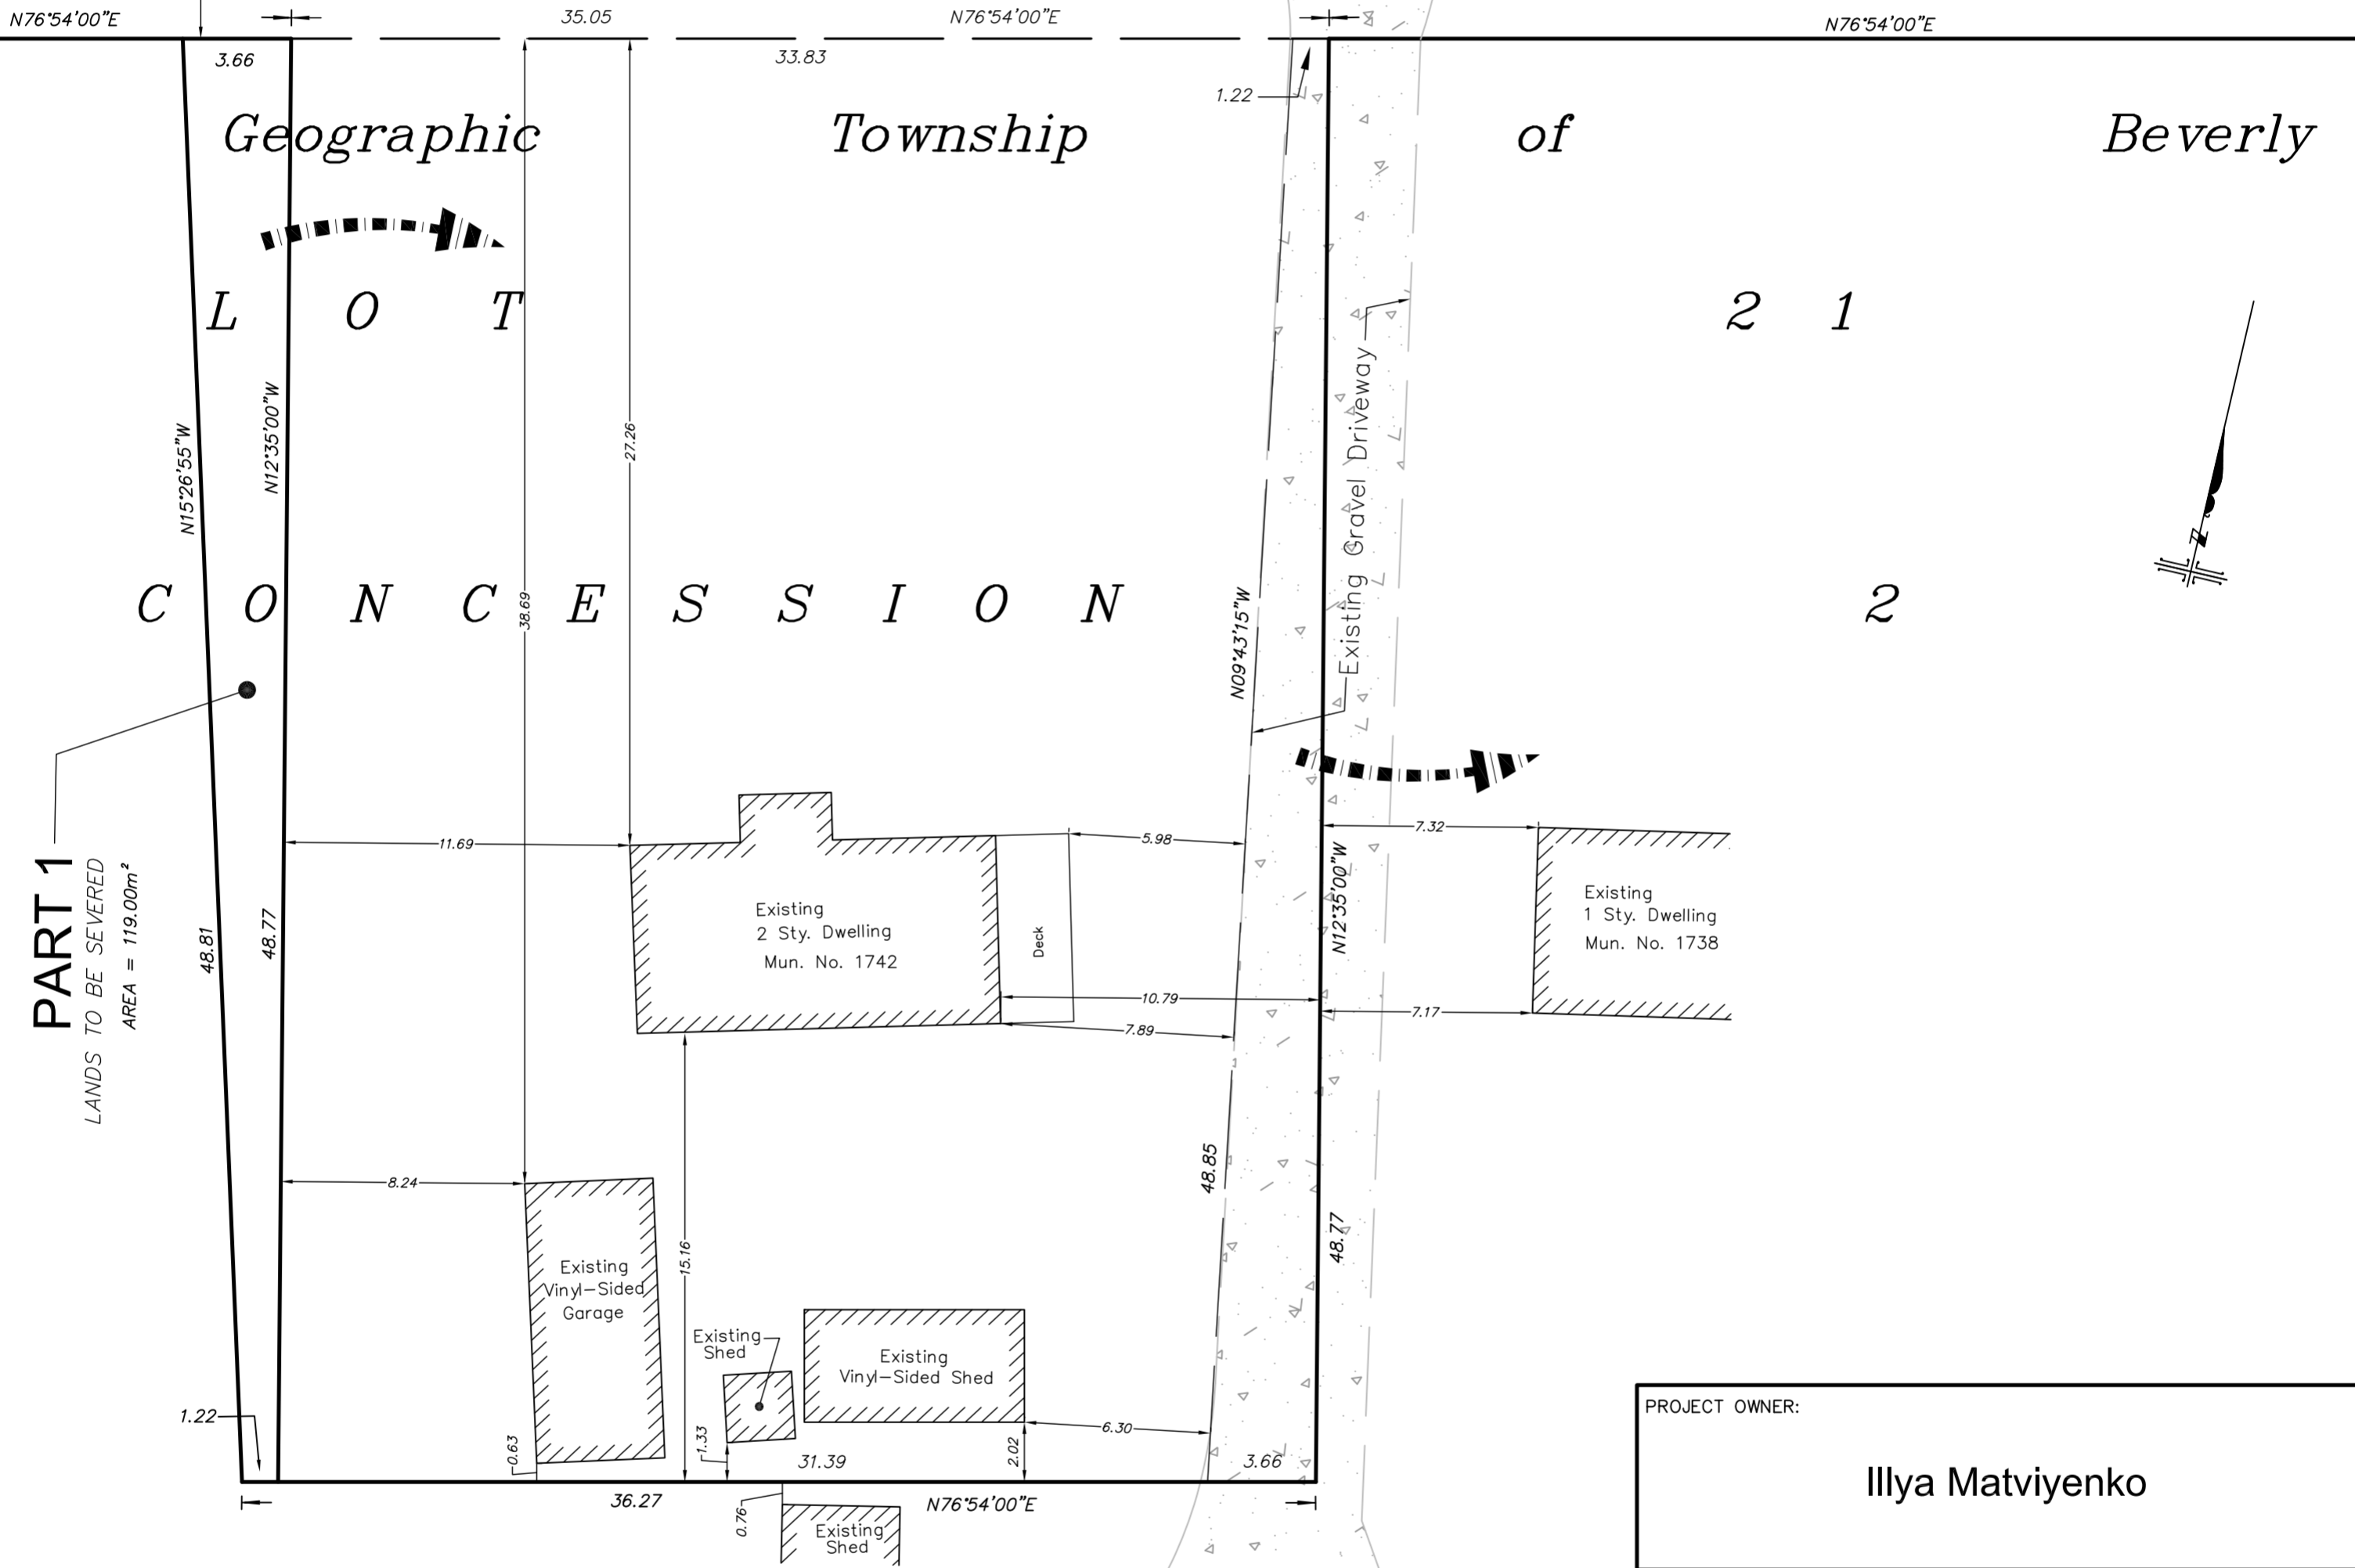 N76°54'00"E
35.05
N76°54'00"E
N76°54'00"E
3.66
33.83
1.22
Geographic Township of Beverly
LOT 21
CONCESSION 2
N15°26'55"W
N12°35'00"W
38.69
27.26
N09°43'15"W
Existing Gravel Driveway
N
PART 1
LANDS TO BE SEVERED
AREA = 119.00m²
48.81
48.77
11.69
5.98
7.32
Existing
2 Sty. Dwelling
Mun. No. 1742
Deck
N12°35'00"W
Existing
1 Sty. Dwelling
Mun. No. 1738
10.79
7.89
7.17
8.24
15.16
48.85
48.77
Existing
Vinyl-Sided
Garage
Existing
Shed
Existing
Vinyl-Sided Shed
1.22
0.63
1.33
31.39
2.02
6.30
3.66
36.27
0.76
N76°54'00"E
Existing
Shed
PROJECT OWNER:
Illya Matviyenko